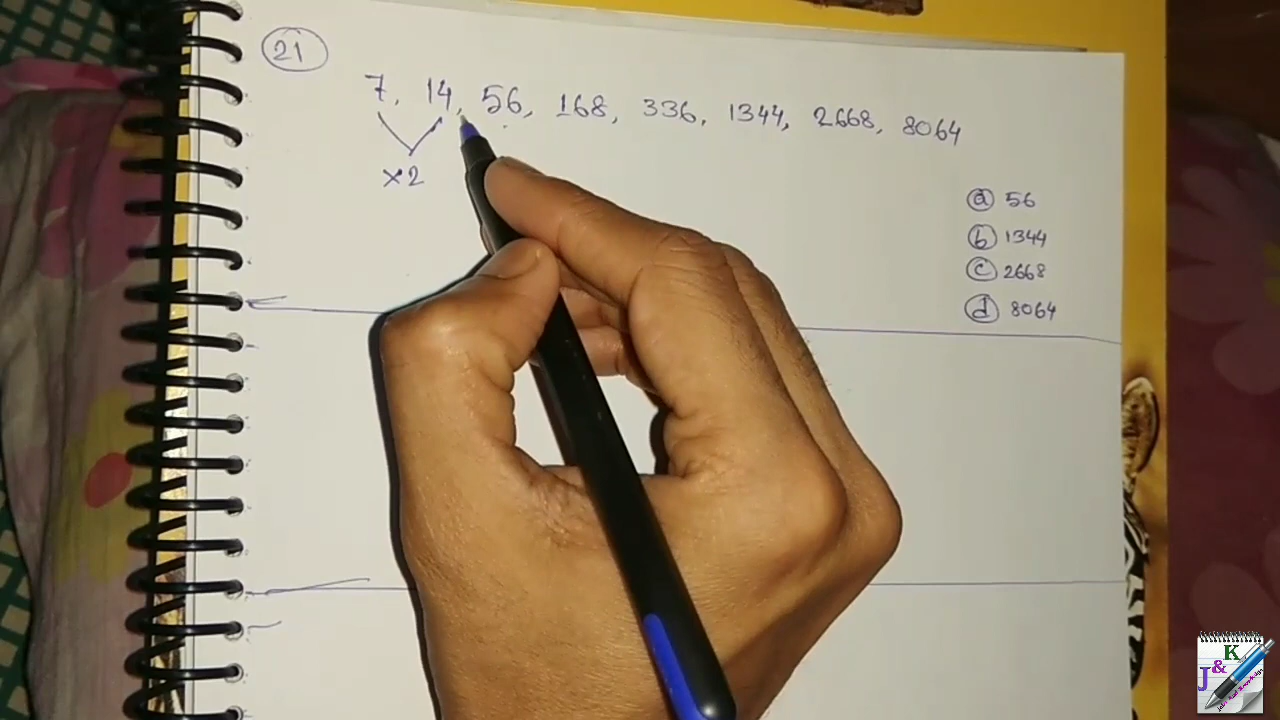 21
7, 14, 56, 168, 336, 1344, 2668, 8064
×2
a 56
b 1344
c 2668
d 8064
J&K